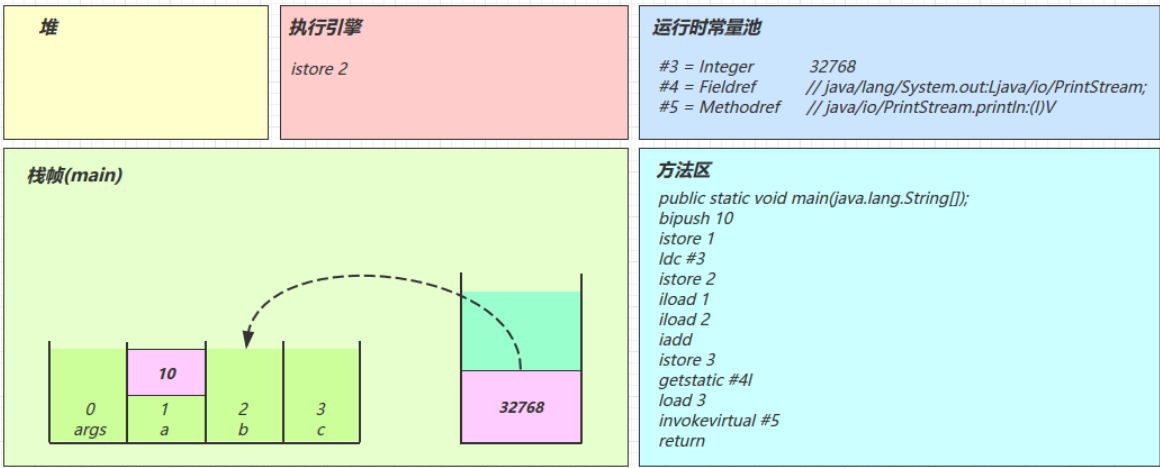 堆
执行引擎
istore 2
运行时常量池
#3 = Integer 32768
#4 = Fieldref // java/lang/System.out:Ljava/io/PrintStream;
#5 = Methodref // java/io/PrintStream.println:(I)V
栈帧(main)
10
0 1 2 3
args a b c
32768
方法区
public static void main(java.lang.String[]);
bipush 10
istore 1
ldc #3
istore 2
iload 1
iload 2
iadd
istore 3
getstatic #4I
load 3
invokevirtual #5
return